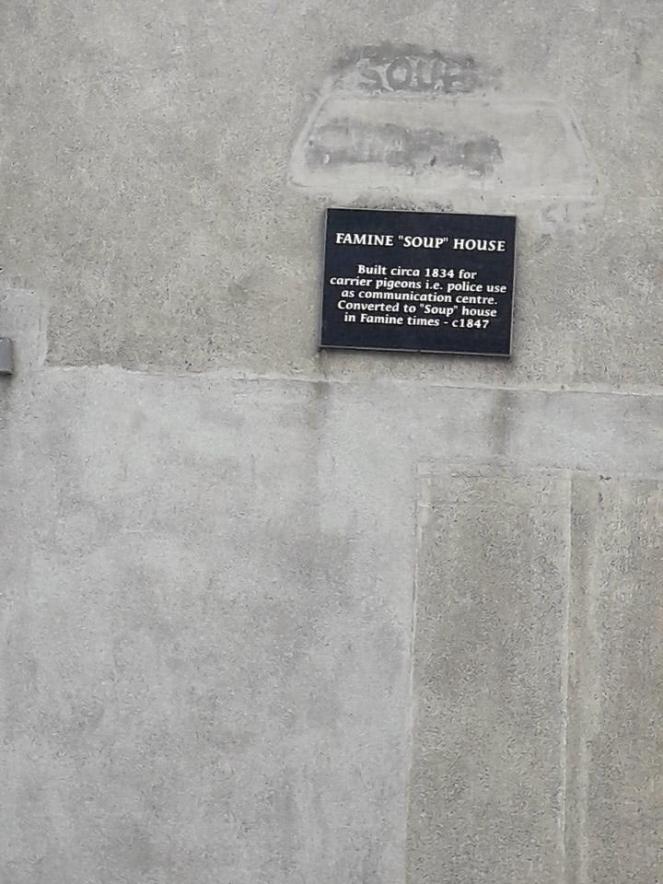 SOUP
FAMINE "SOUP" HOUSE
Built circa 1834 for
carrier pigeons i.e. police use
as communication centre.
Converted to "Soup" house
in Famine times - c1847